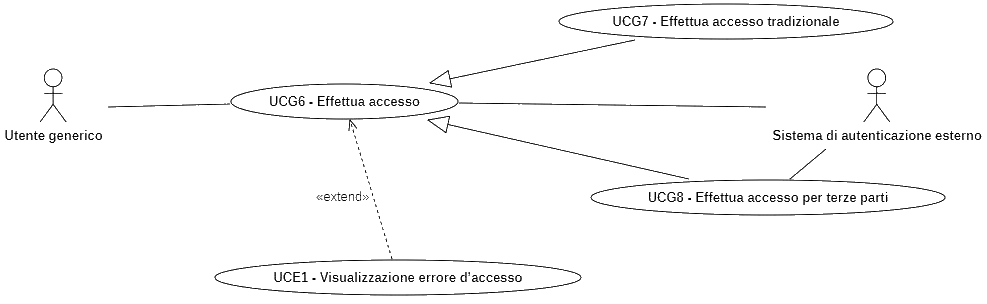 UCG7 - Effettua accesso tradizionale
UCG6 - Effettua accesso
Utente generico
Sistema di autenticazione esterno
«extend»
UCG8 - Effettua accesso per terze parti
UCE1 - Visualizzazione errore d'accesso